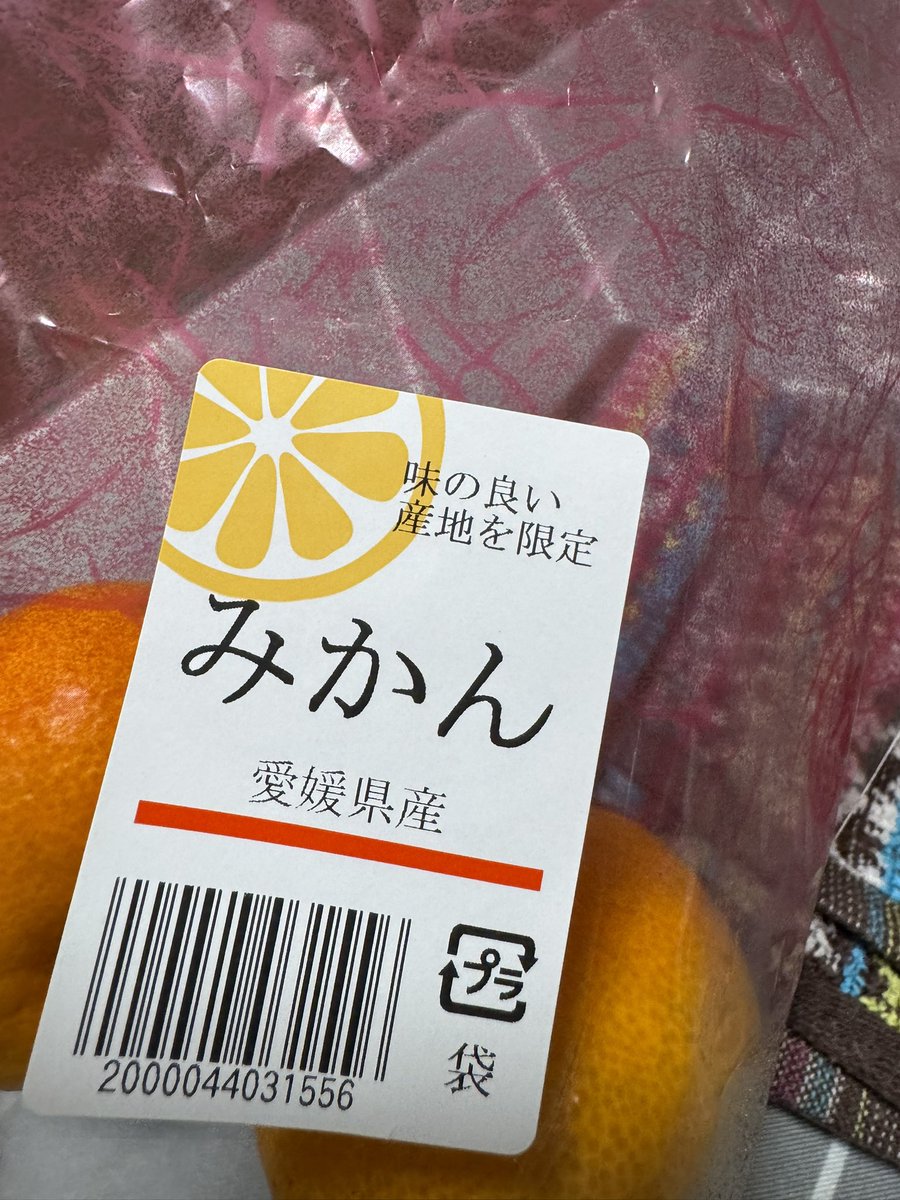 味の良い
産地を限定
みかん
愛媛県産
プラ
袋
2000044031556